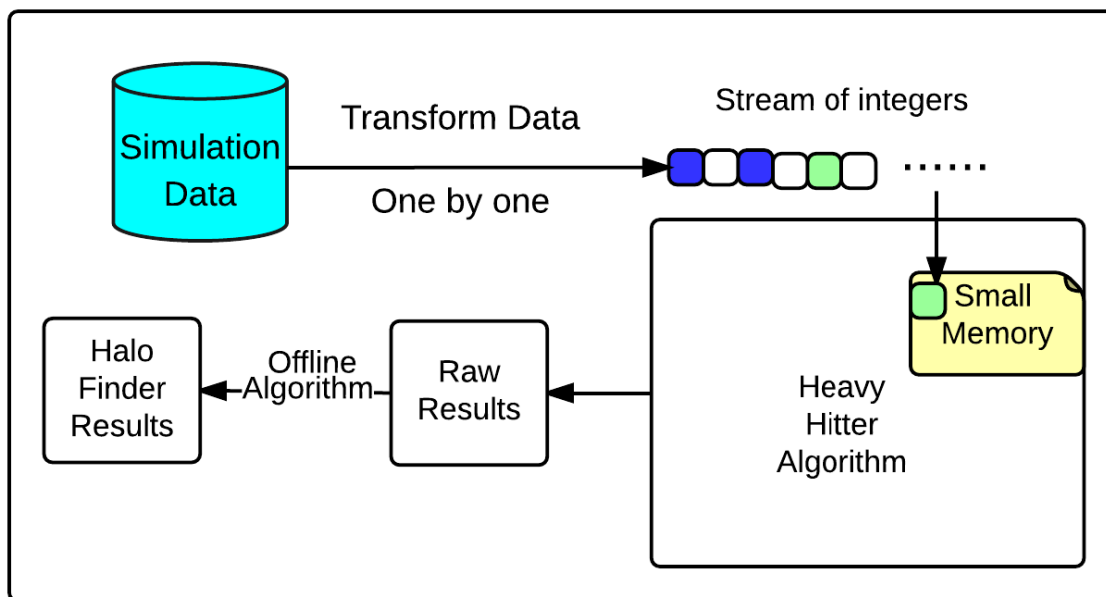 Simulation
Data
Transform Data
One by one
Stream of integers
......
Small
Memory
Heavy
Hitter
Algorithm
Raw
Results
Offline
Algorithm
Halo
Finder
Results